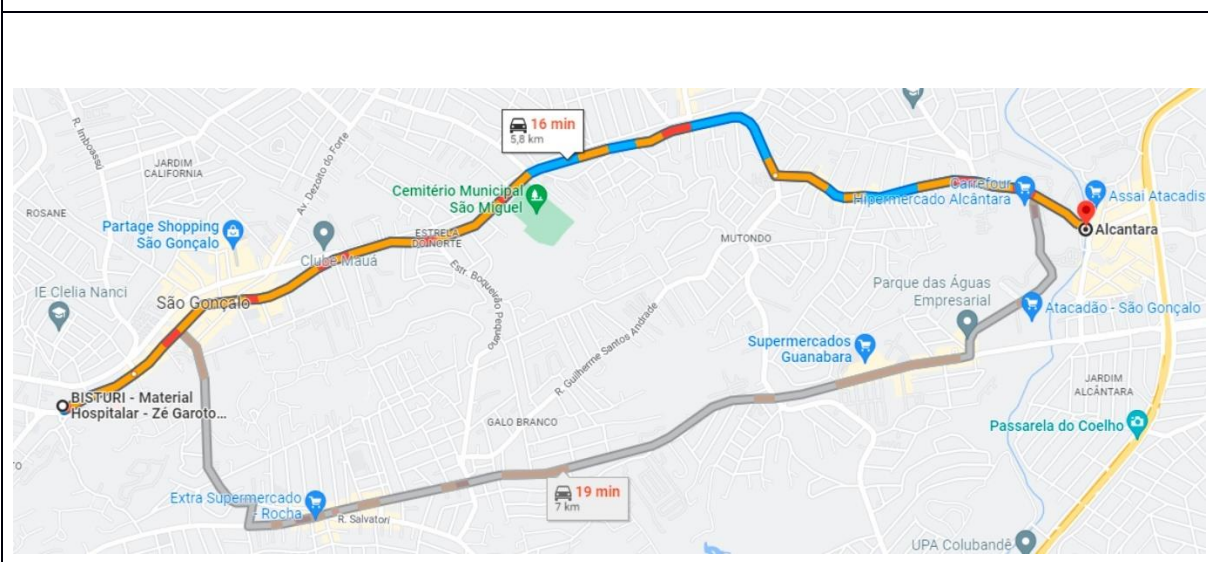 R. Imboassú
JARDIM
CALIFORNIA
Av. Dezoito do Forte
16 min
5,8 km
Cemitério Municipal
São Miguel
ROSANE
Partage Shopping
São Gonçalo
ESTRELA
DO NORTE
Clube Mauá
IE Clelia Nanci
São Gonçalo
Estr. Boqueirão Pequeno
MUTONDO
Carrefour
Hipermercado Alcântara
Assai Atacadis
Alcantara
Parque das Águas
Empresarial
Atacadão - São Gonçalo
R. Guilherme Santos Andrade
Supermercados
Guanabara
BISTURI - Material
Hospitalar - Zé Garoto...
JARDIM
ALCÂNTARA
GALO BRANCO
Passarela do Coelho
TO
19 min
7 km
Extra Supermercado
- Rocha
R. Salvatori
UPA Colubandê